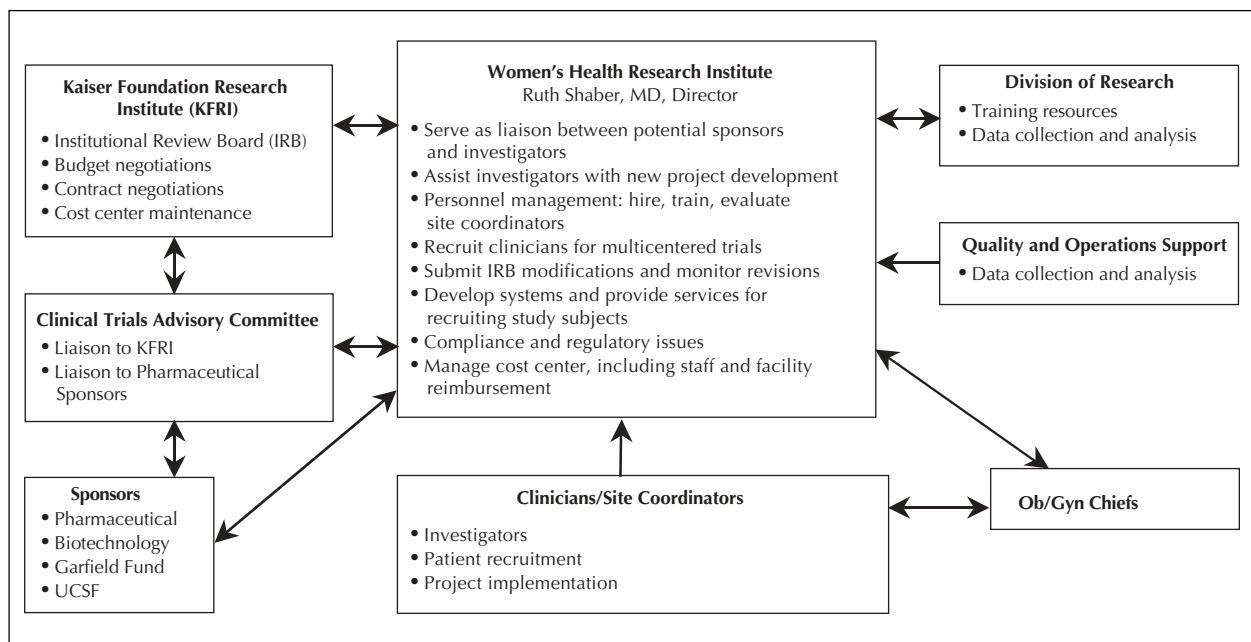 Kaiser Foundation Research
Institute (KFRI)
• Institutional Review Board (IRB)
• Budget negotiations
• Contract negotiations
• Cost center maintenance
Clinical Trials Advisory Committee
• Liaison to KFRI
• Liaison to Pharmaceutical
Sponsors
Sponsors
• Pharmaceutical
• Biotechnology
• Garfield Fund
• UCSF
Women’s Health Research Institute
Ruth Shaber, MD, Director
• Serve as liaison between potential sponsors
and investigators
• Assist investigators with new project development
• Personnel management: hire, train, evaluate
site coordinators
• Recruit clinicians for multicentered trials
• Submit IRB modifications and monitor revisions
• Develop systems and provide services for
recruiting study subjects
• Compliance and regulatory issues
• Manage cost center, including staff and facility
reimbursement
Clinicians/Site Coordinators
• Investigators
• Patient recruitment
• Project implementation
Division of Research
• Training resources
• Data collection and analysis
Quality and Operations Support
• Data collection and analysis
Ob/Gyn Chiefs